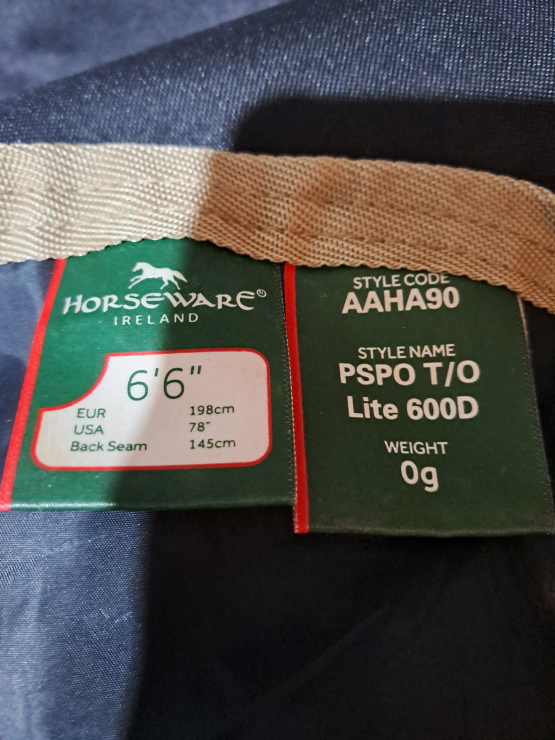 HORSEWARE®
IRELAND
6'6"
EUR 198cm
USA 78"
Back Seam 145cm
STYLE CODE
AAHA90
STYLE NAME
PSPO T/O
Lite 600D
WEIGHT
0g